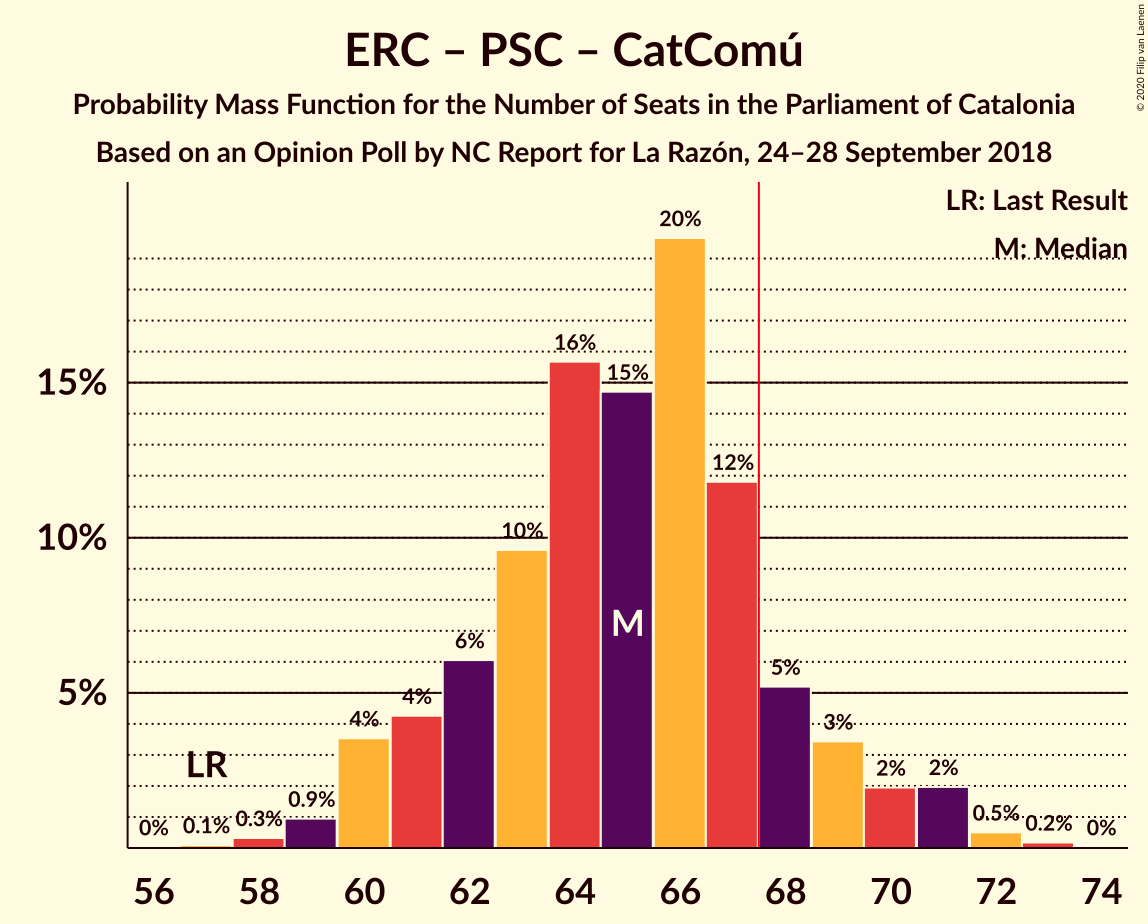 ERC – PSC – CatComú
Probability Mass Function for the Number of Seats in the Parliament of Catalonia
Based on an Opinion Poll by NC Report for La Razón, 24–28 September 2018
© 2020 Filip van Laenen
LR: Last Result
M: Median
20%
16%
15%
15%
12%
10%
10%
M
6%
5%
5%
4%
4%
3%
LR
2%
2%
0.9%
0.5%
0.3%
0.2%
0.1%
0%
0%
56 58 60 62 64 66 68 70 72 74